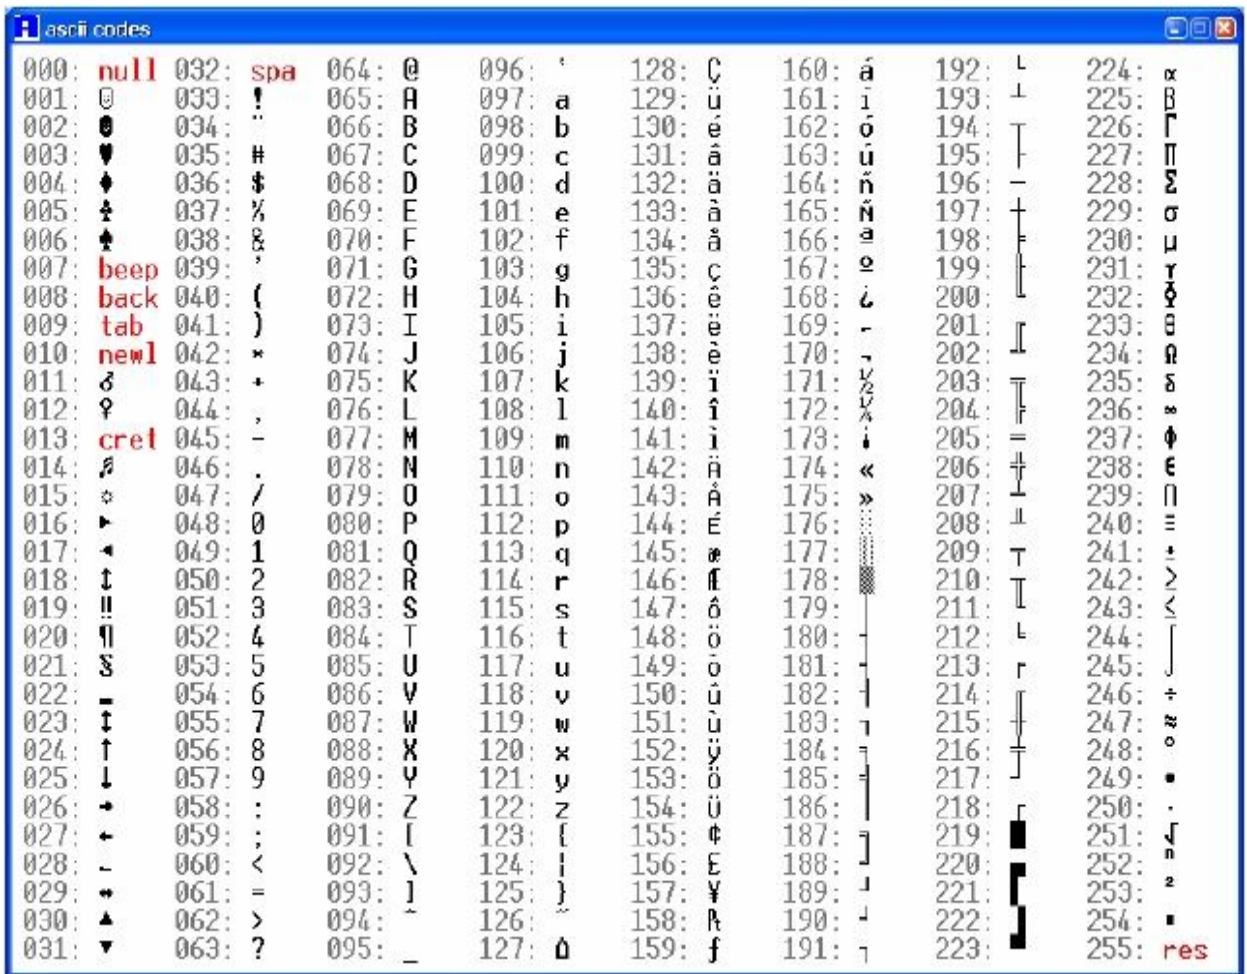 ascii codes
000: null 032: spa 064: @ 096: ` 128: Ç 160: á 192: └ 224: α
001: ☺ 033: ! 065: A 097: a 129: ü 161: í 193: ┴ 225: β
002: ☻ 034: ¨ 066: B 098: b 130: é 162: ó 194: ┬ 226: Γ
003: ♥ 035: # 067: C 099: c 131: â 163: ú 195: ├ 227: Π
004: ♦ 036: $ 068: D 100: d 132: ä 164: ñ 196: ─ 228: Σ
005: ♣ 037: % 069: E 101: e 133: à 165: Ñ 197: ┼ 229: σ
006: ♠ 038: & 070: F 102: f 134: å 166: ª 198: ╞ 230: µ
007: beep 039: ' 071: G 103: g 135: ç 167: º 199: ╟ 231: γ
008: back 040: ( 072: H 104: h 136: ê 168: ¿ 200: ╚ 232: Φ
009: tab 041: ) 073: I 105: i 137: ë 169: ⌐ 201: ╔ 233: θ
010: newl 042: * 074: J 106: j 138: è 170: ¬ 202: ╩ 234: Ω
011: ♂ 043: + 075: K 107: k 139: ï 171: ½ 203: ╦ 235: δ
012: ♀ 044: , 076: L 108: l 140: î 172: ¼ 204: ╠ 236: ∞
013: cret 045: - 077: M 109: m 141: ì 173: ¡ 205: ═ 237: φ
014: ♫ 046: . 078: N 110: n 142: Ä 174: « 206: ╬ 238: ε
015: ☼ 047: / 079: O 111: o 143: Å 175: » 207: ╧ 239: ∩
016: ► 048: 0 080: P 112: p 144: É 176: ░ 208: ╨ 240: ≡
017: ◄ 049: 1 081: Q 113: q 145: æ 177: ▒ 209: ╤ 241: ±
018: ↕ 050: 2 082: R 114: r 146: Æ 178: ▓ 210: ╥ 242: ≥
019: ‼ 051: 3 083: S 115: s 147: ô 179: │ 211: ╙ 243: ≤
020: ¶ 052: 4 084: T 116: t 148: ö 180: ┤ 212: ╘ 244: ⌠
021: § 053: 5 085: U 117: u 149: ò 181: ╡ 213: ╒ 245: ⌡
022: ▬ 054: 6 086: V 118: v 150: û 182: ╢ 214: ╓ 246: ÷
023: ↨ 055: 7 087: W 119: w 151: ù 183: ╖ 215: ╫ 247: ≈
024: ↑ 056: 8 088: X 120: x 152: ÿ 184: ╕ 216: ╪ 248: °
025: ↓ 057: 9 089: Y 121: y 153: Ö 185: ╣ 217: ┘ 249: ∙
026: → 058: : 090: Z 122: z 154: Ü 186: ║ 218: ┌ 250: ·
027: ← 059: ; 091: [ 123: { 155: ¢ 187: ╗ 219: █ 251: √
028: ∟ 060: < 092: \ 124: ¦ 156: £ 188: ╝ 220: ▄ 252: ⁿ
029: ↔ 061: = 093: ] 125: } 157: ¥ 189: ╜ 221: ▌ 253: ²
030: ▲ 062: > 094: ^ 126: ~ 158: ₧ 190: ╛ 222: ▐ 254: ■
031: ▼ 063: ? 095: _ 127: ⌂ 159: ƒ 191: ┐ 223: ▀ 255: res